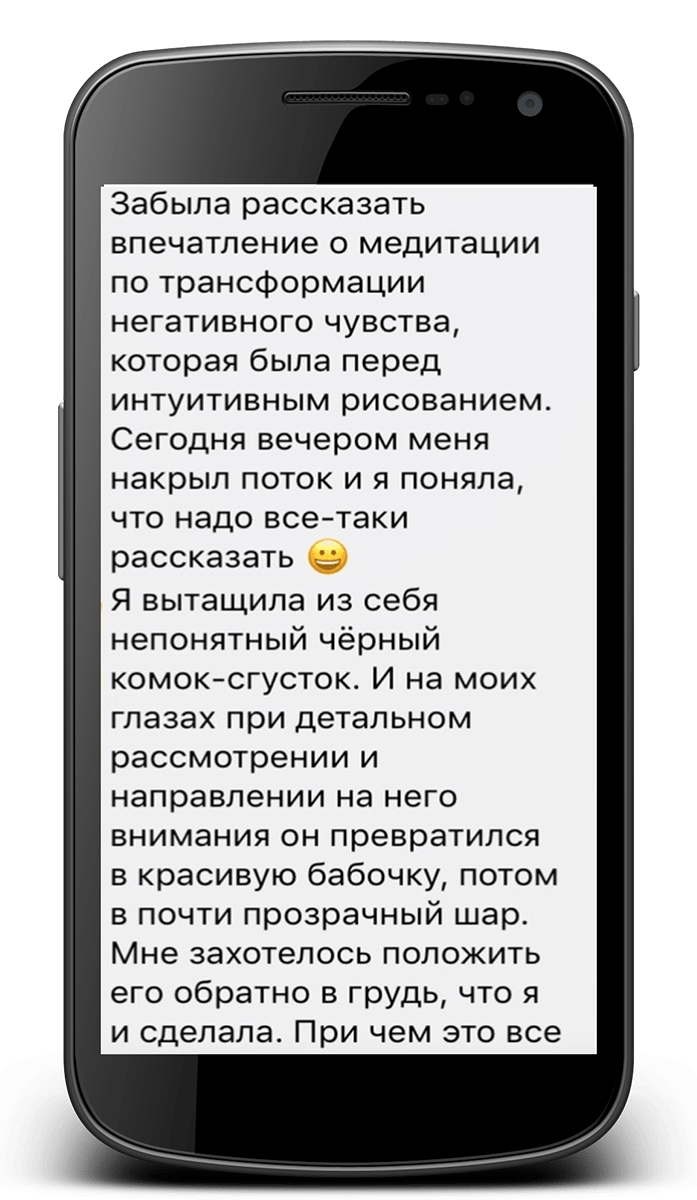 Забыла рассказать
впечатление о медитации
по трансформации
негативного чувства,
которая была перед
интуитивным рисованием.
Сегодня вечером меня
накрыл поток и я поняла,
что надо все-таки
рассказать 😀
Я вытащила из себя
непонятный чёрный
комок-сгусток. И на моих
глазах при детальном
рассмотрении и
направлении на него
внимания он превратился
в красивую бабочку, потом
в почти прозрачный шар.
Мне захотелось положить
его обратно в грудь, что я
и сделала. При чем это все